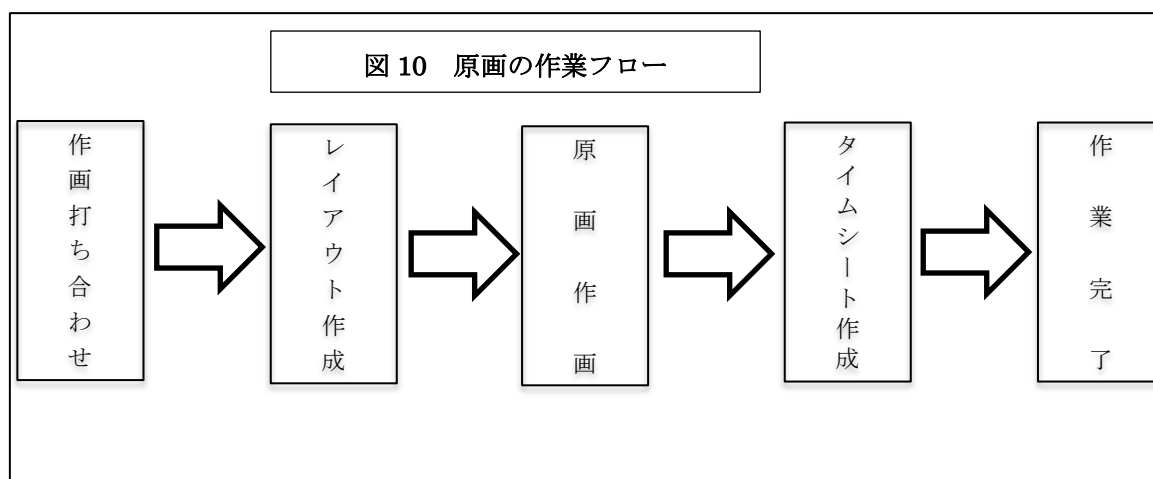 図 10　原画の作業フロー
作画打ち合わせ
レイアウト作成
原画作画
タイムシート作成
作業完了